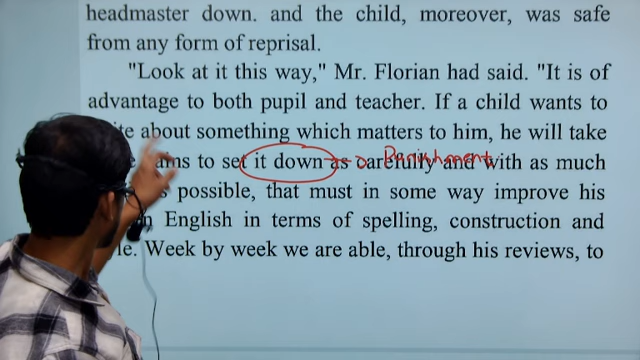 headmaster down. and the child, moreover, was safe
from any form of reprisal.
"Look at it this way," Mr. Florian had said. "It is of
advantage to both pupil and teacher. If a child wants to
about something which matters to him, he will take
to set it down as carefully and with as much
possible, that must in some way improve his
English in terms of spelling, construction and
Week by week we are able, through his reviews, to
Punishment